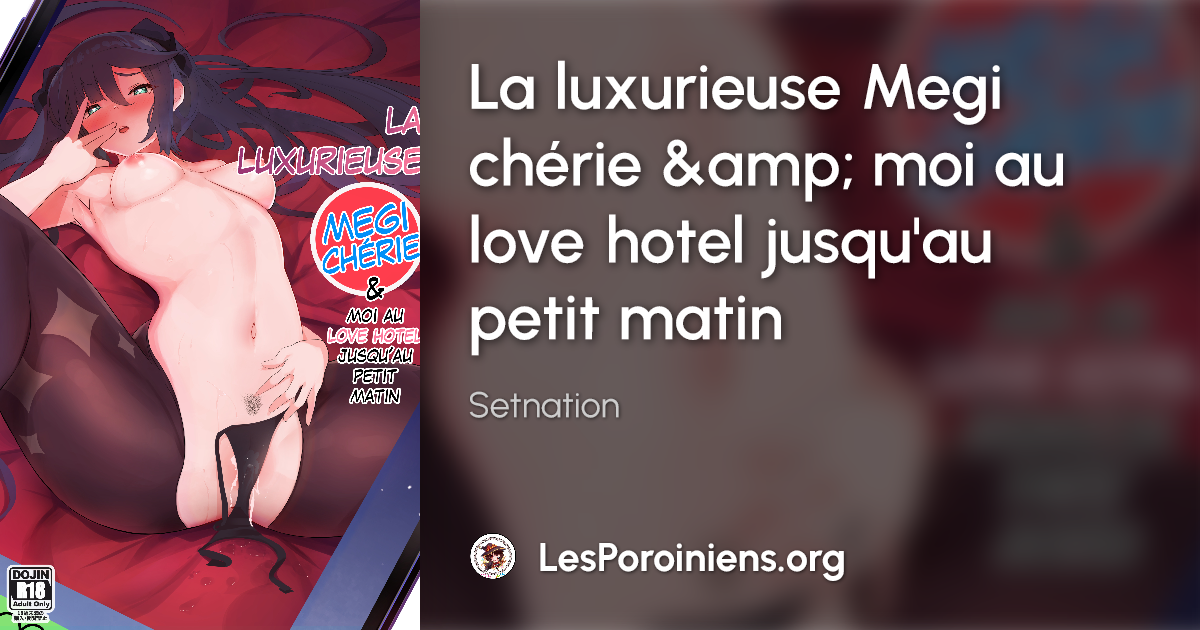 LA
LUXURIEUSE
MEGI
CHÉRIE
&
MOI AU
LOVE HOTEL
JUSQU'AU
PETIT
MATIN
DOJIN
R18
Adult Only
La luxurieuse Megi
chérie &amp; moi au
love hotel jusqu'au
petit matin
Setnation
LesPoroiniens.org